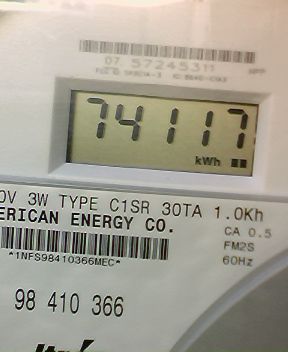 07 57245311
74117
kWh
0V 3W TYPE C1SR 30TA 1.0Kh
ERICAN ENERGY CO.
CA 0.5
FM2S
60Hz
*1NFS98410366MEC*
98 410 366